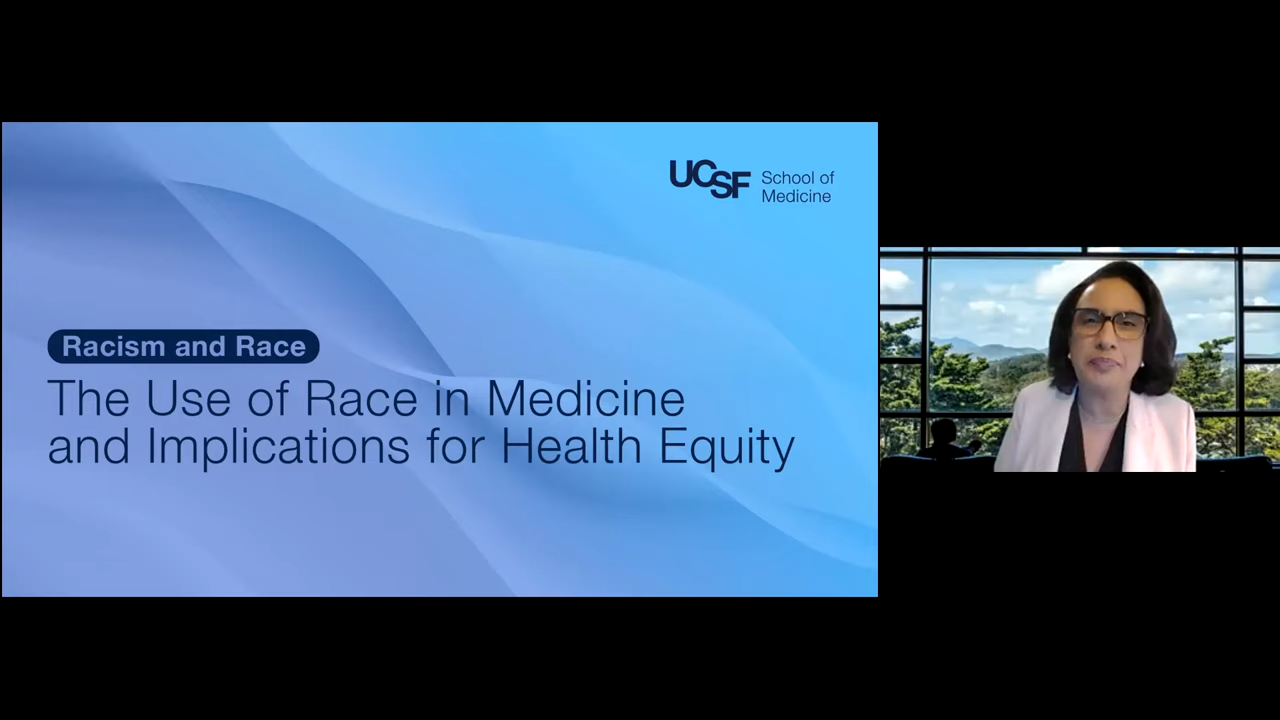 UCSF School of
Medicine
Racism and Race
The Use of Race in Medicine
and Implications for Health Equity